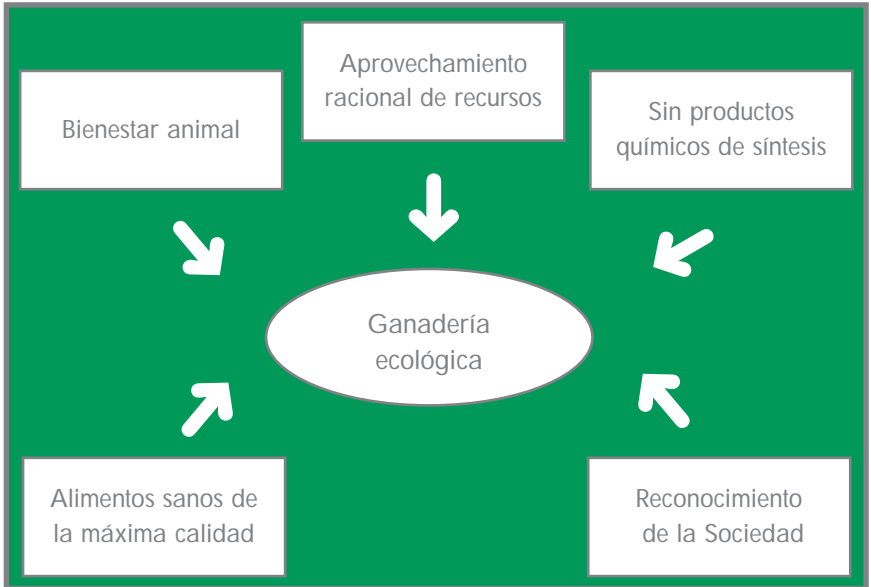 Aprovechamiento
racional de recursos
Bienestar animal
Sin productos
químicos de síntesis
Ganadería
ecológica
Alimentos sanos de
la máxima calidad
Reconocimiento
de la Sociedad